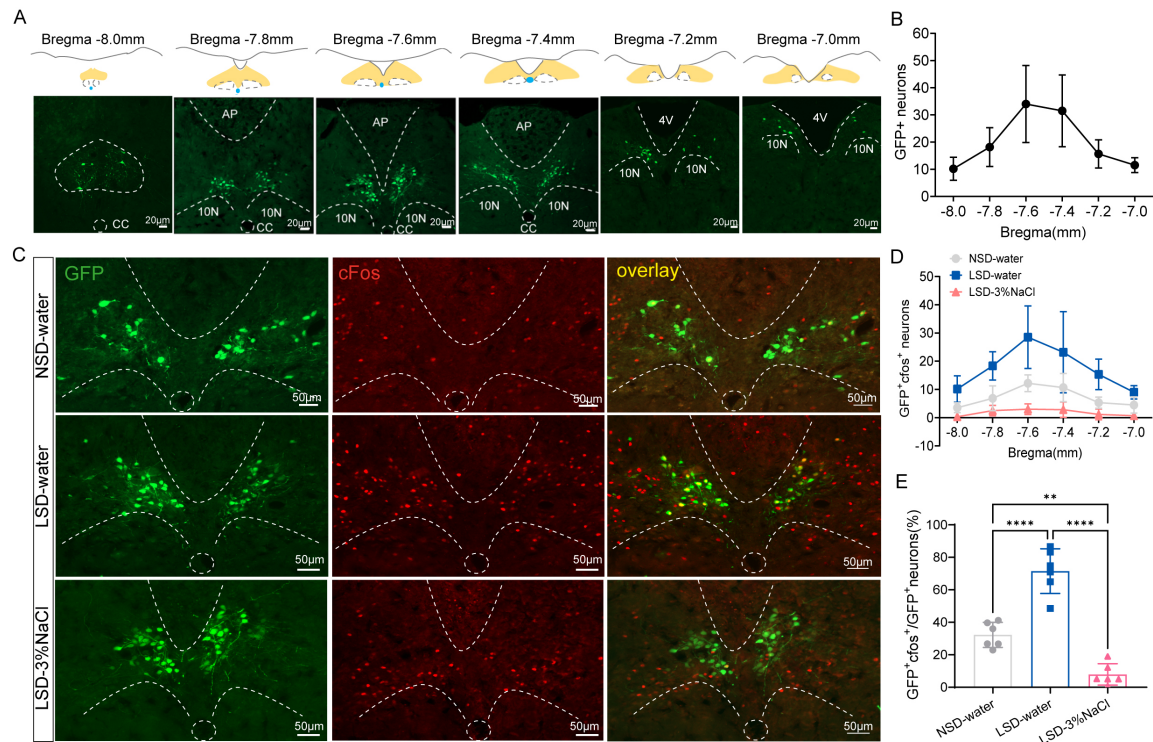 A
Bregma -8.0mm Bregma -7.8mm Bregma -7.6mm Bregma -7.4mm Bregma -7.2mm Bregma -7.0mm
AP AP AP 4V 4V
10N 10N 10N 10N 10N 10N 10N 10N 10N 10N
CC CC CC CC
20μm 20μm 20μm 20μm 20μm 20μm
B
GFP+ neurons
60
50
40
30
20
10
0
-8.0 -7.8 -7.6 -7.4 -7.2 -7.0
Bregma(mm)
C
GFP cFos overlay
NSD-water
50μm 50μm 50μm
LSD-water
50μm 50μm 50μm
LSD-3%NaCl
50μm 50μm 50μm
D
NSD-water
LSD-water
LSD-3%NaCl
GFP⁺cfos⁺ neurons
50
40
30
20
10
0
-10
-8.0 -7.8 -7.6 -7.4 -7.2 -7.0
Bregma(mm)
E
GFP⁺cfos⁺/GFP⁺neurons(%)
**
**** ****
100
80
60
40
20
0
NSD-water LSD-water LSD-3%NaCl